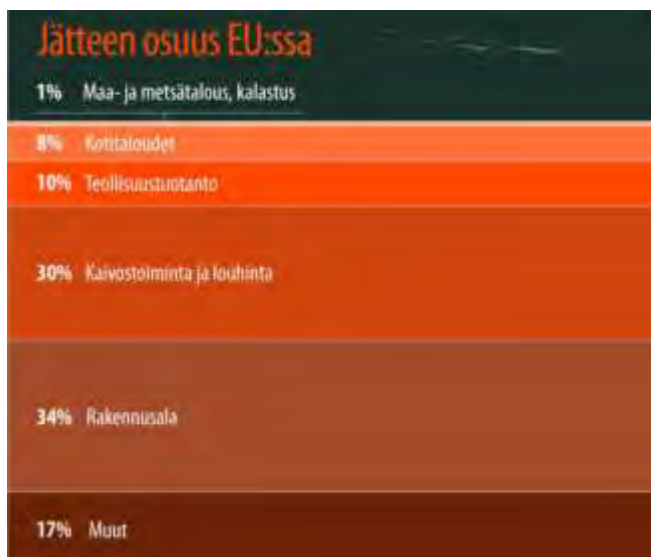 Jätteen osuus EU:ssa
1% Maa- ja metsätalous, kalastus
8% Kotitaloudet
10% Teollisuustuotanto
30% Kaivostoiminta ja louhinta
34% Rakennusala
17% Muut